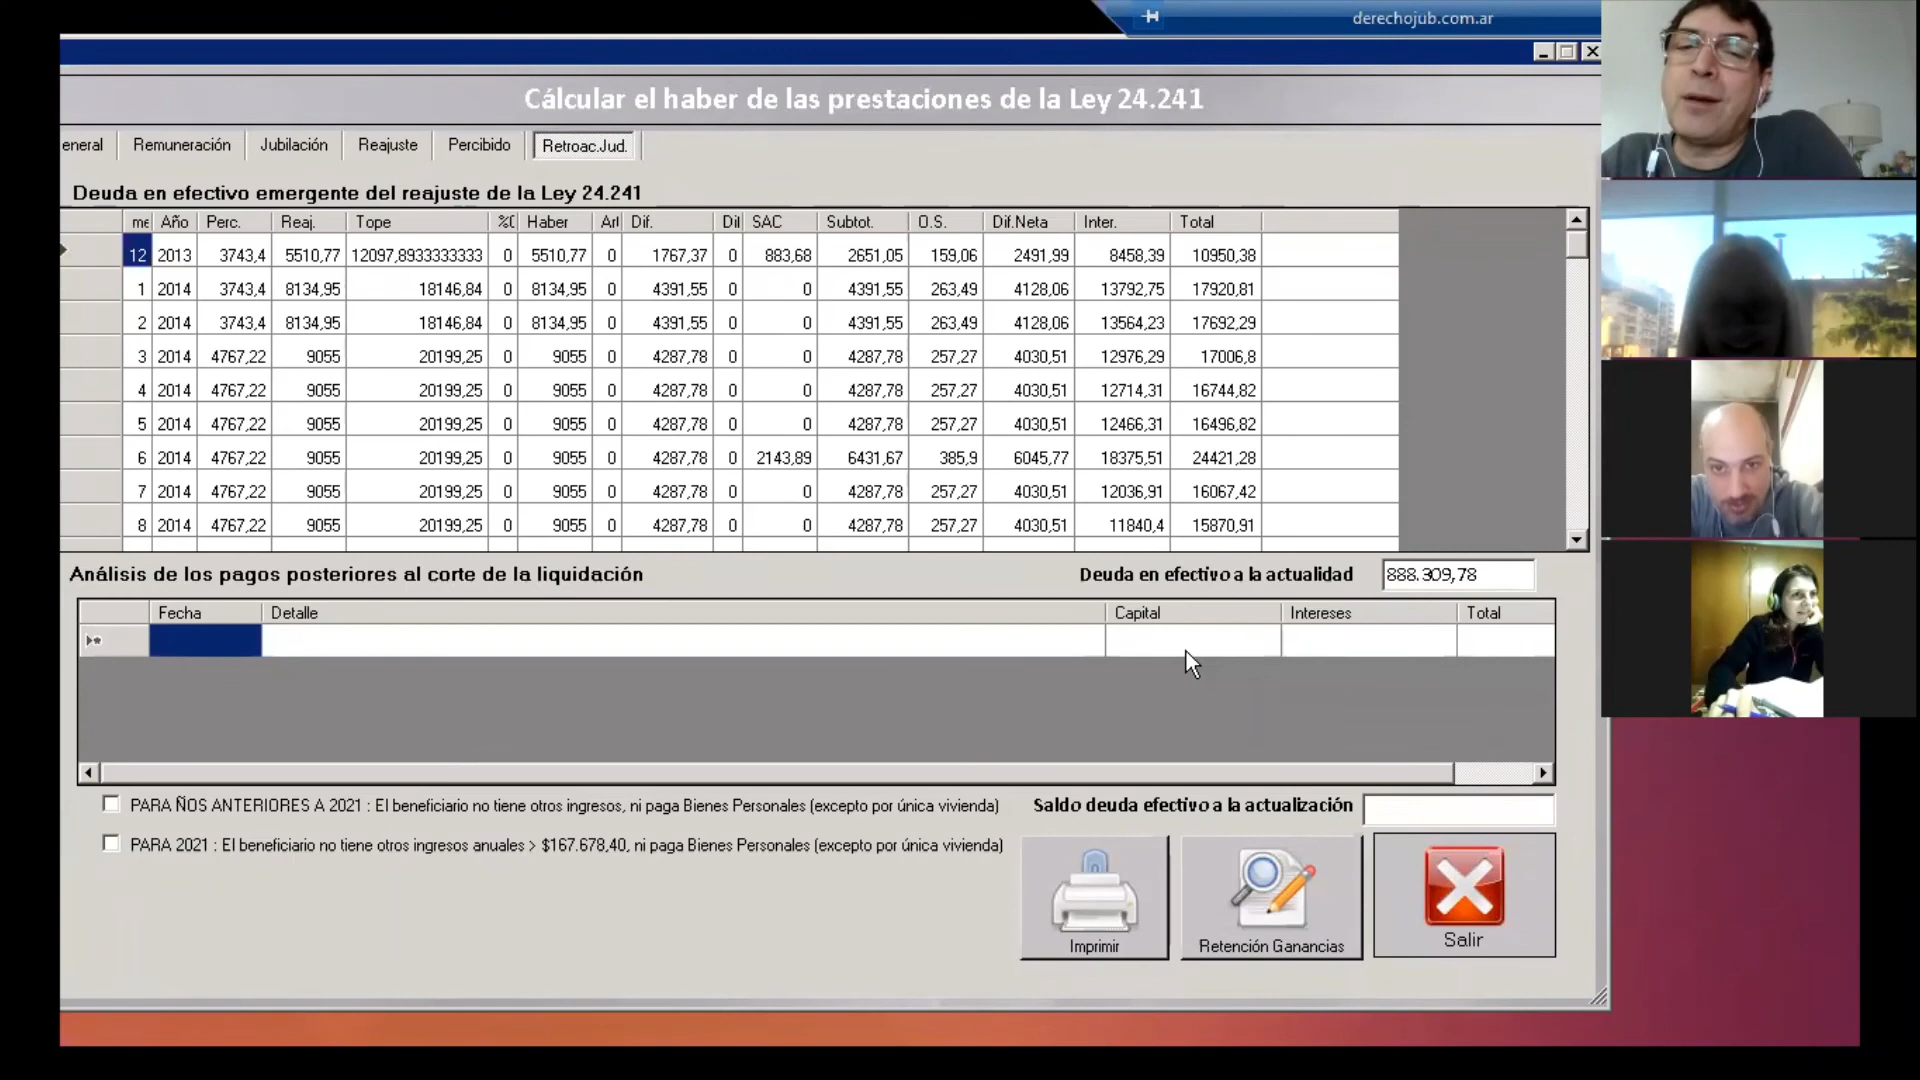 derechojub.com.ar
Cálcular el haber de las prestaciones de la Ley 24.241
eneral Remuneración Jubilación Reajuste Percibido Retroac.Jud.
Deuda en efectivo emergente del reajuste de la Ley 24.241
me Año Perc. Reaj. Tope %( Haber Arl Dif. Dil SAC Subtot. O.S. Dif.Neta Inter. Total
12 2013 3743,4 5510,77 12097,8933333333 0 5510,77 0 1767,37 0 883,68 2651,05 159,06 2491,99 8458,39 10950,38
1 2014 3743,4 8134,95 18146,84 0 8134,95 0 4391,55 0 0 4391,55 263,49 4128,06 13792,75 17920,81
2 2014 3743,4 8134,95 18146,84 0 8134,95 0 4391,55 0 0 4391,55 263,49 4128,06 13564,23 17692,29
3 2014 4767,22 9055 20199,25 0 9055 0 4287,78 0 0 4287,78 257,27 4030,51 12976,29 17006,8
4 2014 4767,22 9055 20199,25 0 9055 0 4287,78 0 0 4287,78 257,27 4030,51 12714,31 16744,82
5 2014 4767,22 9055 20199,25 0 9055 0 4287,78 0 0 4287,78 257,27 4030,51 12466,31 16496,82
6 2014 4767,22 9055 20199,25 0 9055 0 4287,78 0 2143,89 6431,67 385,9 6045,77 18375,51 24421,28
7 2014 4767,22 9055 20199,25 0 9055 0 4287,78 0 0 4287,78 257,27 4030,51 12036,91 16067,42
8 2014 4767,22 9055 20199,25 0 9055 0 4287,78 0 0 4287,78 257,27 4030,51 11840,4 15870,91
Análisis de los pagos posteriores al corte de la liquidación Deuda en efectivo a la actualidad 888.309,78
Fecha Detalle Capital Intereses Total
PARA ÑOS ANTERIORES A 2021 : El beneficiario no tiene otros ingresos, ni paga Bienes Personales (excepto por única vivienda) Saldo deuda efectivo a la actualización
PARA 2021 : El beneficiario no tiene otros ingresos anuales > $167.678,40, ni paga Bienes Personales (excepto por única vivienda)
Imprimir Retención Ganancias Salir